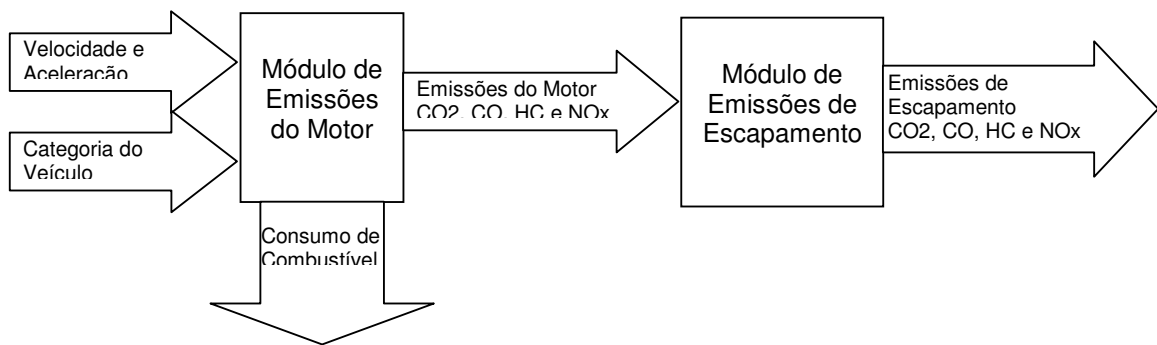 Velocidade e
Aceleração
Categoria do
Veículo
Módulo de
Emissões
do Motor
Consumo de
Combustível
Emissões do Motor
CO2, CO, HC e NOx
Módulo de
Emissões de
Escapamento
Emissões de
Escapamento
CO2, CO, HC e NOx